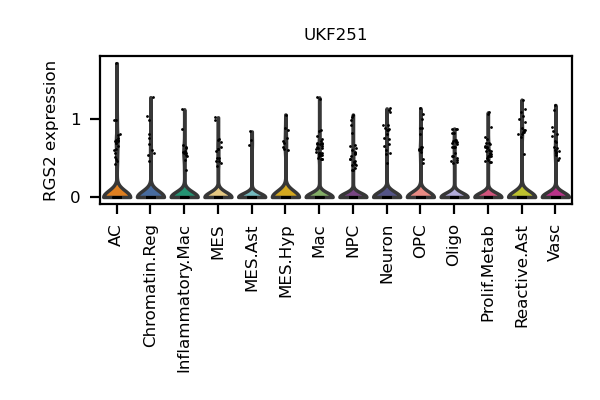 UKF251
RGS2 expression
1
0
AC
Chromatin.Reg
Inflammatory.Mac
MES
MES.Ast
MES.Hyp
Mac
NPC
Neuron
OPC
Oligo
Prolif.Metab
Reactive.Ast
Vasc